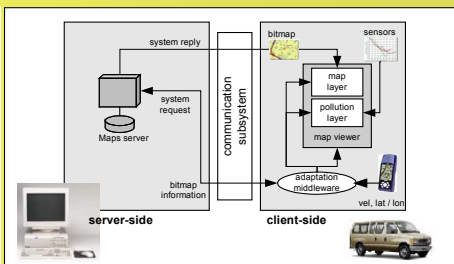 bitmap
sensors
system reply
map
layer
pollution
layer
map viewer
system
request
Maps server
communication
subsystem
bitmap
information
adaptation
middleware
vel, lat / lon
server-side
client-side